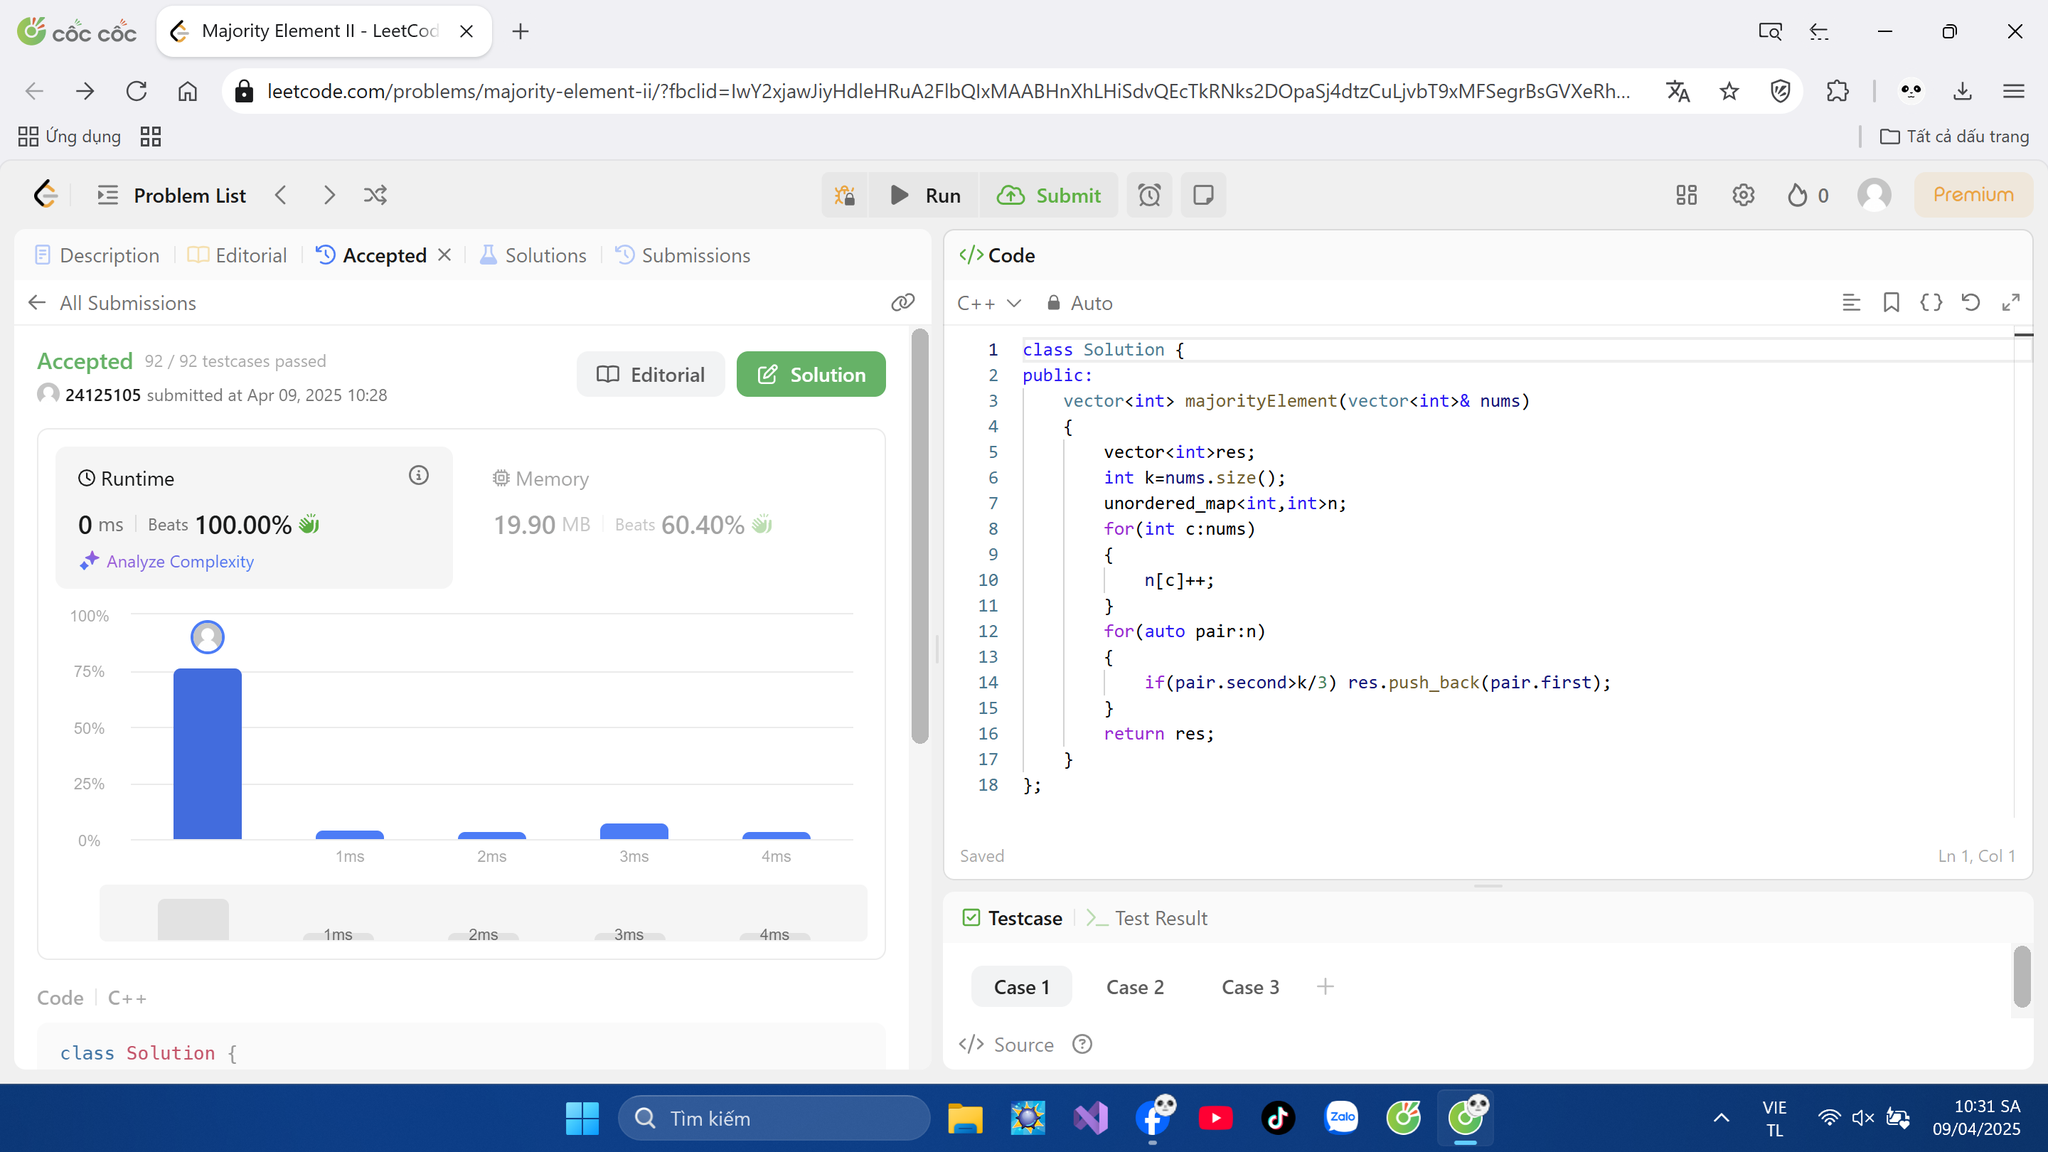 cốc cốc
Majority Element II - LeetCod
leetcode.com/problems/majority-element-ii/?fbclid=IwY2xjawJiyHdleHRuA2FlbQIxMAABHnXhLHiSdvQEcTkRNks2DOpaSj4dtzCuLjvbT9xMFSegrBsGVXeRh...
Ứng dụng
Tất cả dấu trang
Problem List
Run
Submit
0
Premium
Description
Editorial
Accepted
Solutions
Submissions
All Submissions
Accepted 92 / 92 testcases passed
24125105 submitted at Apr 09, 2025 10:28
Editorial
Solution
Runtime
0 ms Beats 100.00%
Analyze Complexity
Memory
19.90 MB Beats 60.40%
100%
75%
50%
25%
0%
1ms 2ms 3ms 4ms
1ms 2ms 3ms 4ms
Code C++
class Solution {
Code
C++ Auto
1 class Solution {
2 public:
3 vector<int> majorityElement(vector<int>& nums)
4 {
5 vector<int>res;
6 int k=nums.size();
7 unordered_map<int,int>n;
8 for(int c:nums)
9 {
10 n[c]++;
11 }
12 for(auto pair:n)
13 {
14 if(pair.second>k/3) res.push_back(pair.first);
15 }
16 return res;
17 }
18 };
Saved
Ln 1, Col 1
Testcase
Test Result
Case 1 Case 2 Case 3
Source
Tìm kiếm
Zalo
VIE
TL
10:31 SA
09/04/2025